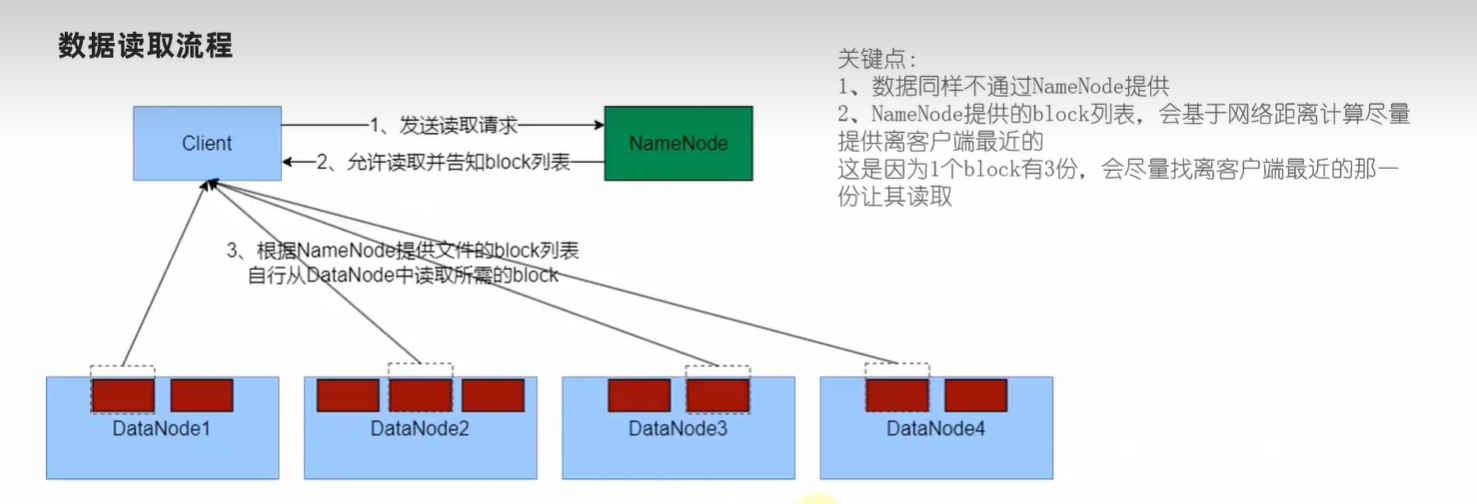 数据读取流程
关键点:
1、数据同样不通过NameNode提供
2、NameNode提供的block列表，会基于网络距离计算尽量
提供离客户端最近的
这是因为1个block有3份，会尽量找离客户端最近的那一
份让其读取
Client
1、发送读取请求
NameNode
2、允许读取并告知block列表
3、根据NameNode提供文件的block列表
自行从DataNode中读取所需的block
DataNode1
DataNode2
DataNode3
DataNode4